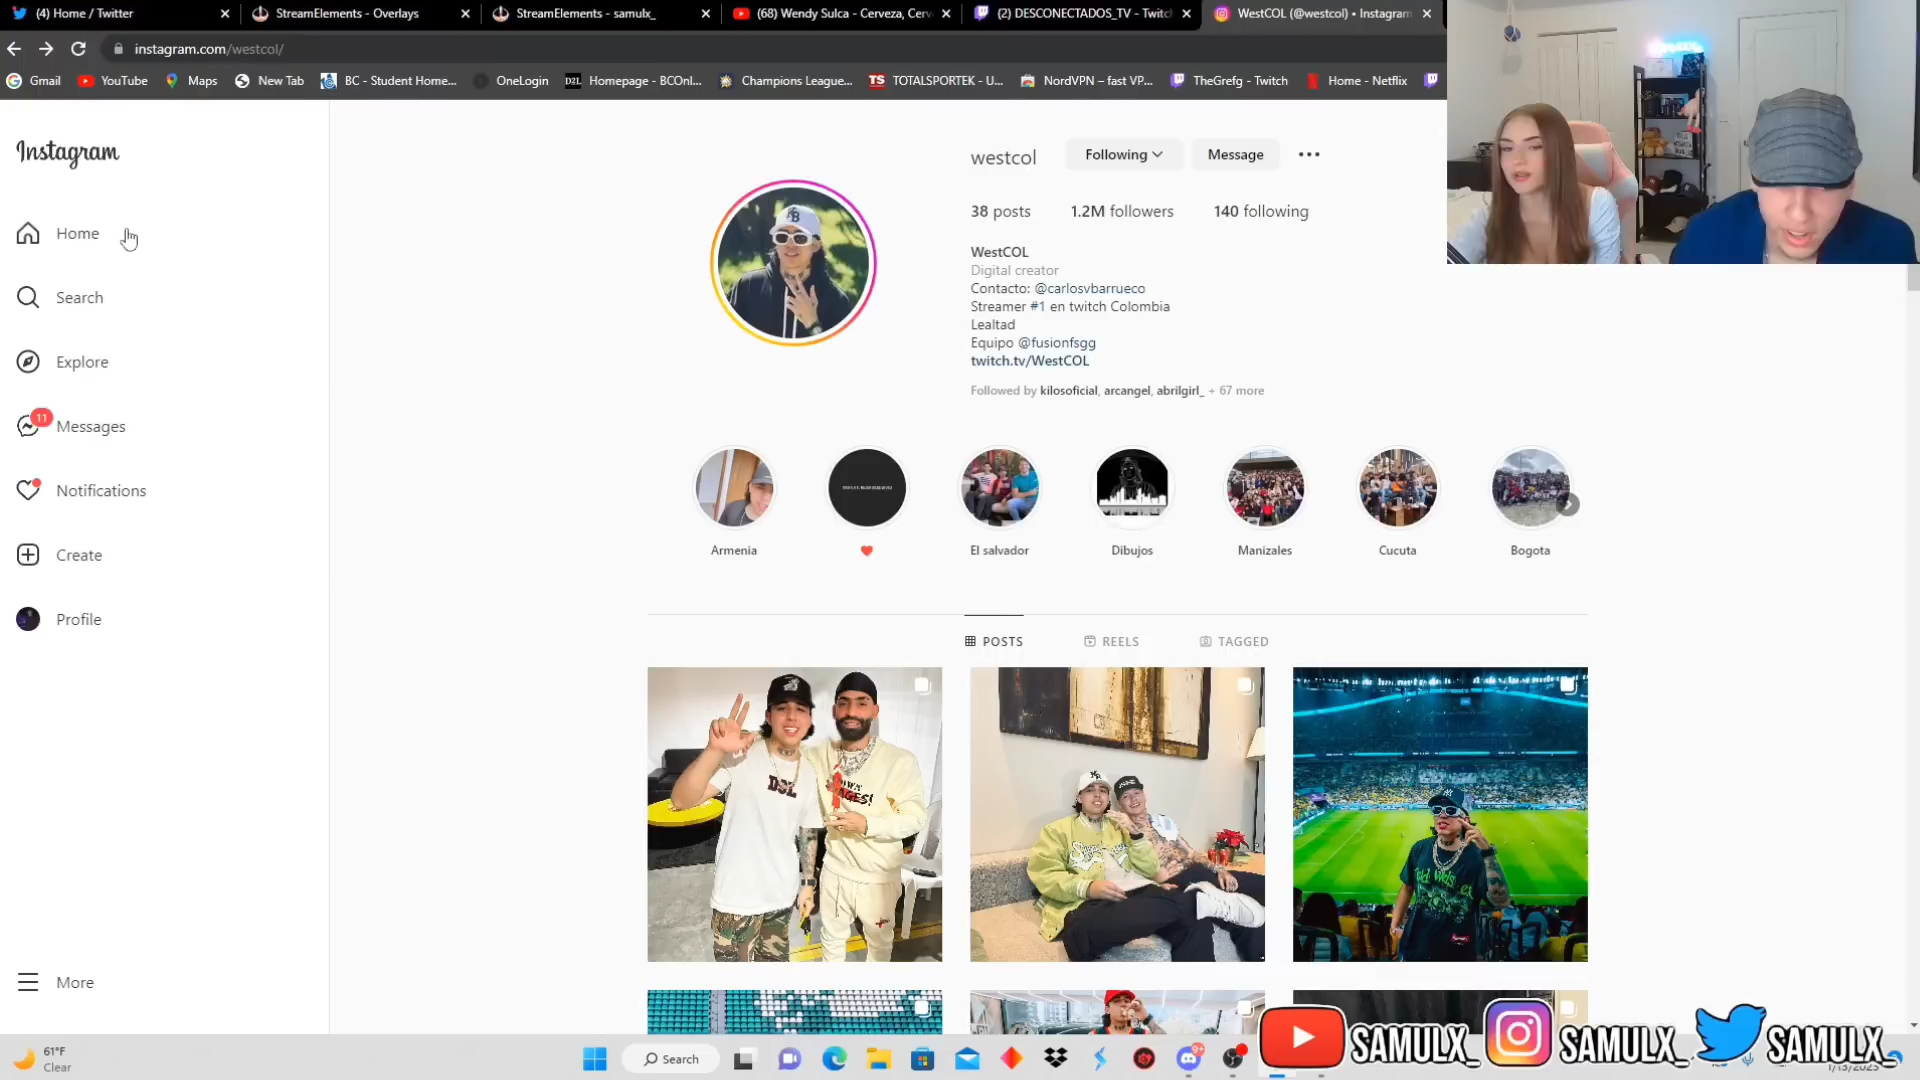 (4) Home / Twitter
StreamElements - Overlays
StreamElements - samulx_
(68) Wendy Sulca - Cerveza, Cerv
(2) DESCONECTADOS_TV - Twitch
WestCOL (@westcol) • Instagram
instagram.com/westcol/
Gmail
YouTube
Maps
New Tab
BC - Student Home...
OneLogin
D2L
Homepage - BCOnl...
Champions League...
TS
TOTALSPORTEK - U...
NordVPN – fast VP...
TheGrefg - Twitch
Home - Netflix
Instagram
Home
Search
Explore
11
Messages
Notifications
Create
Profile
More
westcol
Following
Message
38 posts
1.2M followers
140 following
WestCOL
Digital creator
Contacto: @carlosvbarrueco
Streamer #1 en twitch Colombia
Lealtad
Equipo @fusionfsgg
twitch.tv/WestCOL
Followed by kilosoficial, arcangel, abrilgirl_ + 67 more
Armenia
El salvador
Dibujos
Manizales
Cucuta
Bogota
POSTS
REELS
TAGGED
DSL
SAMULX_
SAMULX_
SAMULX_
61°F
Clear
Search
9+